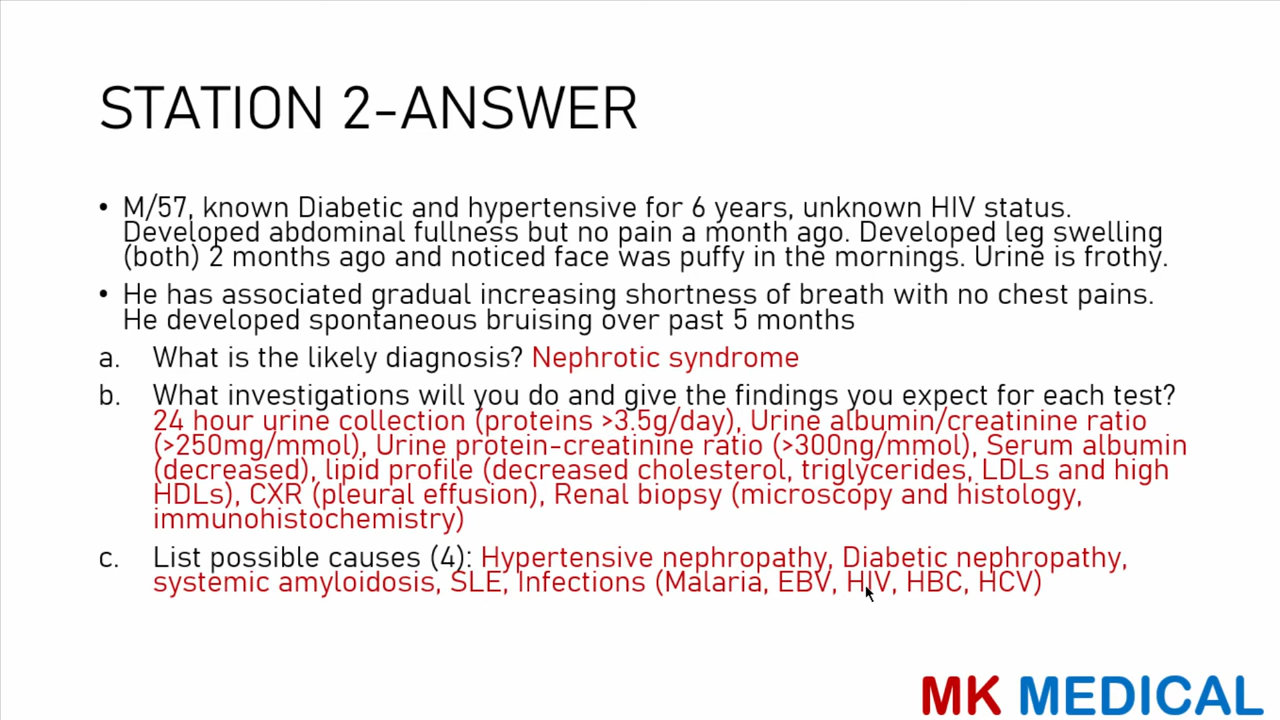 STATION 2-ANSWER
• M/57, known Diabetic and hypertensive for 6 years, unknown HIV status.
Developed abdominal fullness but no pain a month ago. Developed leg swelling
(both) 2 months ago and noticed face was puffy in the mornings. Urine is frothy.
• He has associated gradual increasing shortness of breath with no chest pains.
He developed spontaneous bruising over past 5 months
a. What is the likely diagnosis? Nephrotic syndrome
b. What investigations will you do and give the findings you expect for each test?
24 hour urine collection (proteins >3.5g/day), Urine albumin/creatinine ratio
(>250mg/mmol), Urine protein-creatinine ratio (>300ng/mmol), Serum albumin
(decreased), lipid profile (decreased cholesterol, triglycerides, LDLs and high
HDLs), CXR (pleural effusion), Renal biopsy (microscopy and histology,
immunohistochemistry)
c. List possible causes (4): Hypertensive nephropathy, Diabetic nephropathy,
systemic amyloidosis, SLE, Infections (Malaria, EBV, HIV, HBC, HCV)
MK MEDICAL